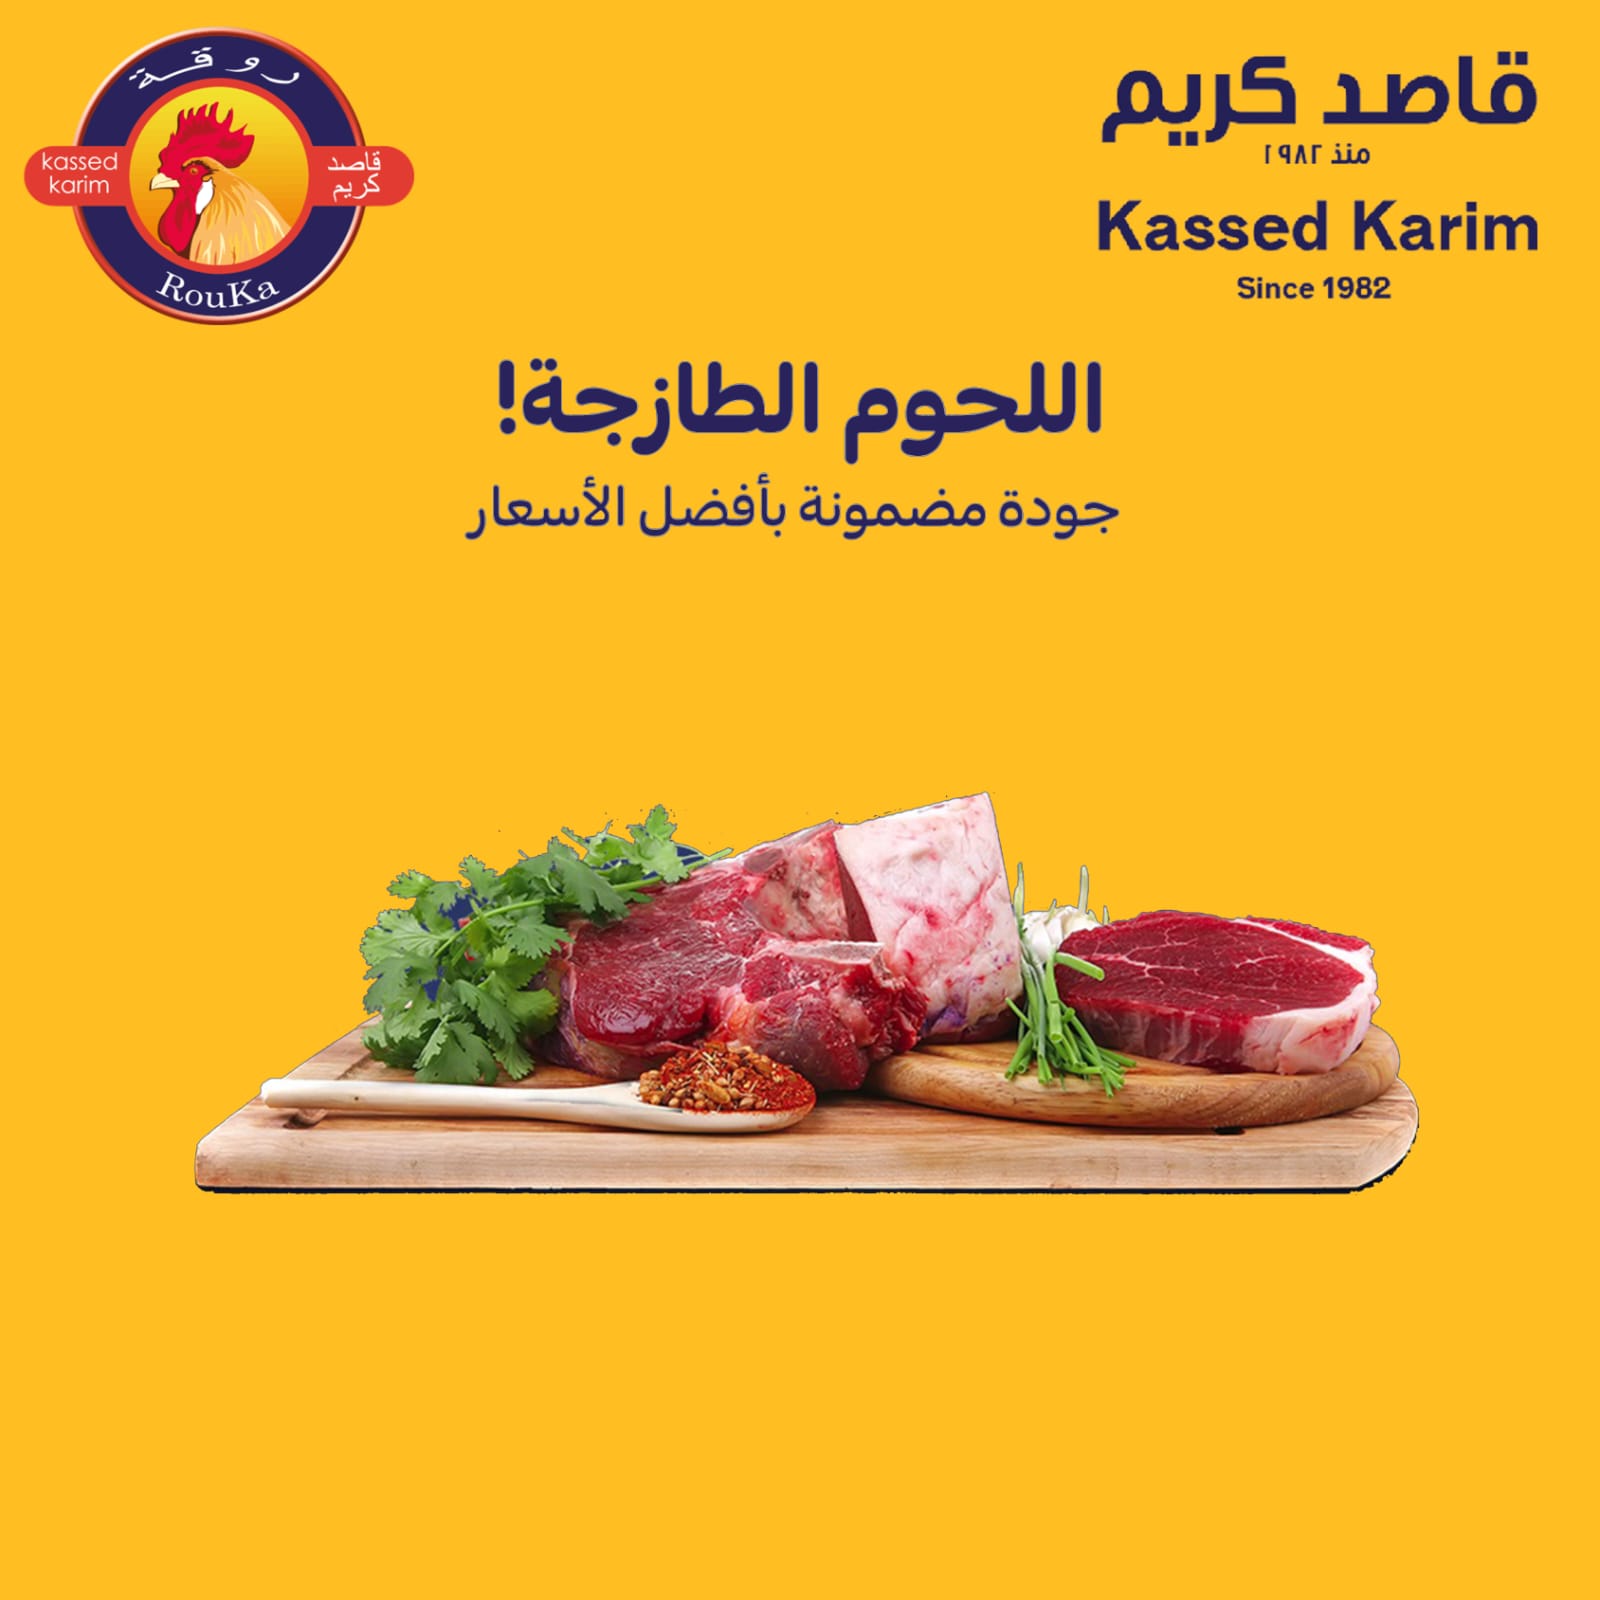 روقة
kassed
karim
قاصد
كريم
RouKa
قاصد كريم
منذ ١٩٨٢
Kassed Karim
Since 1982
اللحوم الطازجة!
جودة مضمونة بأفضل الأسعار